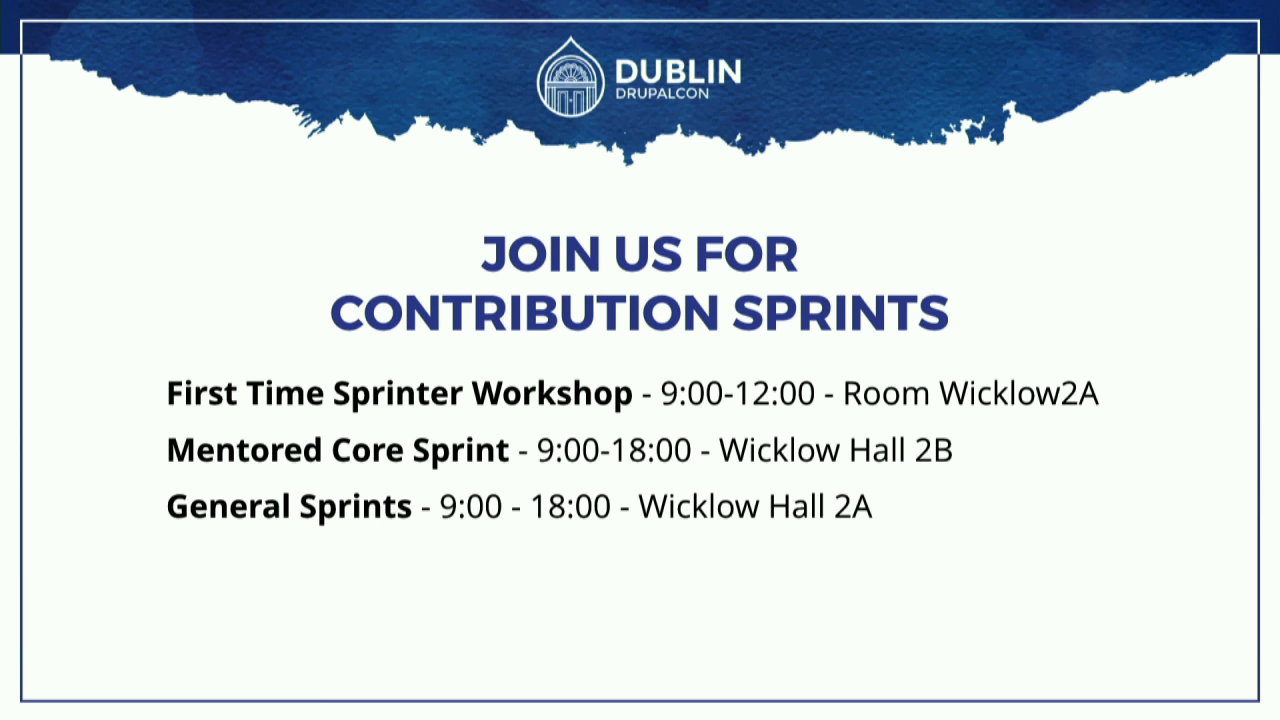 DUBLIN
DRUPALCON
JOIN US FOR
CONTRIBUTION SPRINTS
First Time Sprinter Workshop - 9:00-12:00 - Room Wicklow2A
Mentored Core Sprint - 9:00-18:00 - Wicklow Hall 2B
General Sprints - 9:00 - 18:00 - Wicklow Hall 2A